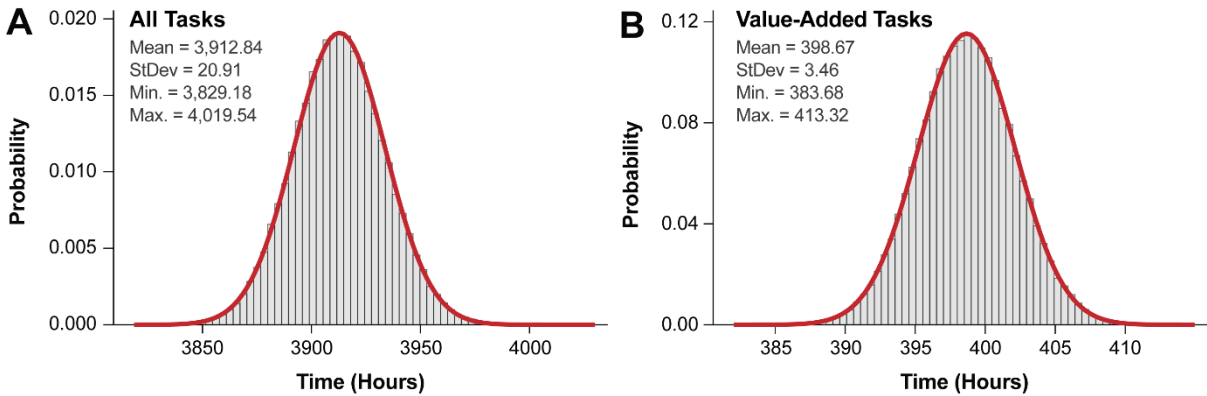 A
All Tasks
Mean = 3,912.84
StDev = 20.91
Min. = 3,829.18
Max. = 4,019.54
Probability
0.020
0.015
0.010
0.005
0.000
3850 3900 3950 4000
Time (Hours)
B
Value-Added Tasks
Mean = 398.67
StDev = 3.46
Min. = 383.68
Max. = 413.32
Probability
0.12
0.08
0.04
0.00
385 390 395 400 405 410
Time (Hours)